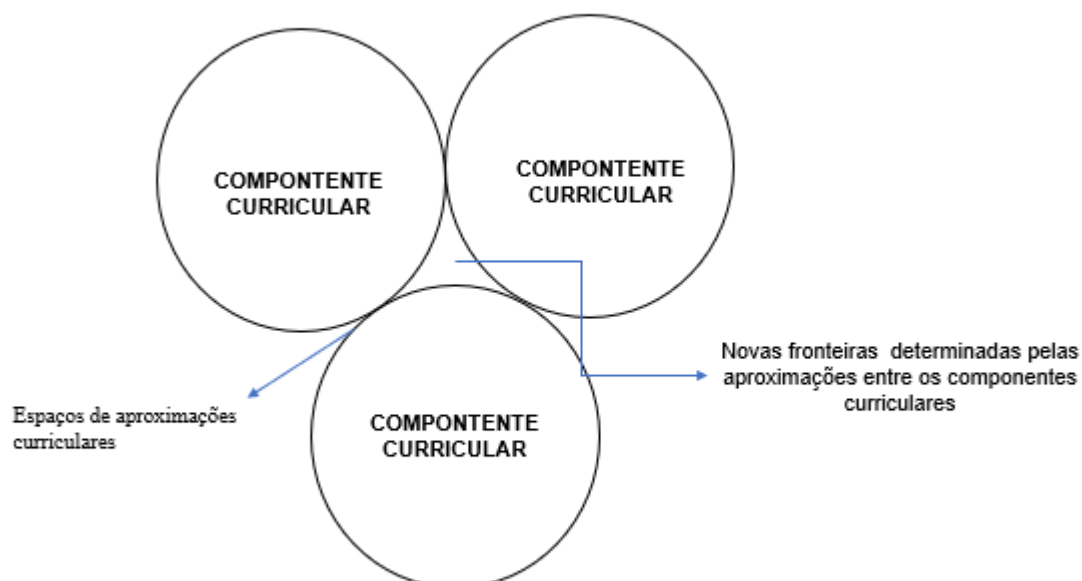 COMPONTENTE
CURRICULAR
COMPONTENTE
CURRICULAR
Novas fronteiras determinadas pelas
aproximações entre os componentes
curriculares
Espaços de aproximações
curriculares
COMPONTENTE
CURRICULAR